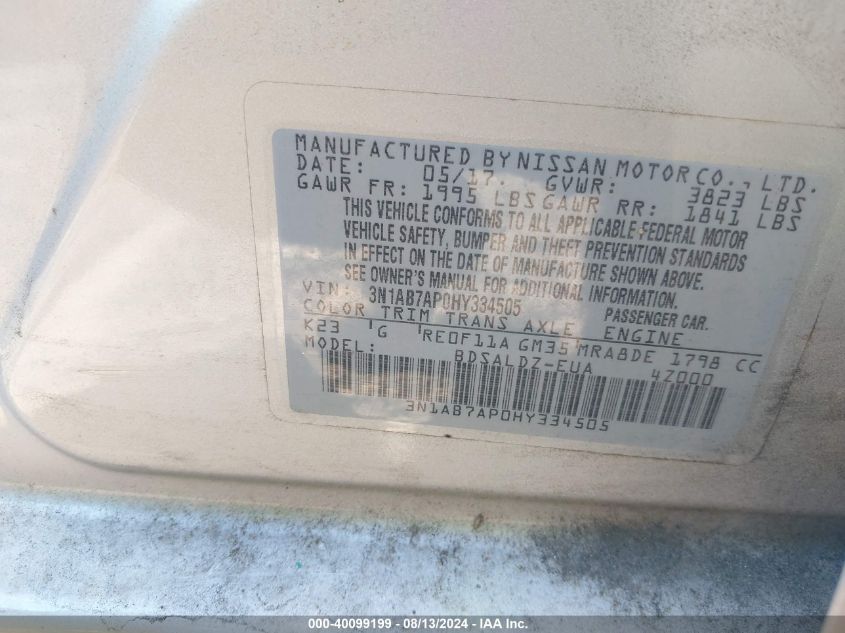 MANUFACTURED BY NISSAN MOTOR CO., LTD.
DATE: 05/17. GVWR: 3823 LBS
GAWR FR: 1995 LBS GAWR RR: 1841 LBS
THIS VEHICLE CONFORMS TO ALL APPLICABLE FEDERAL MOTOR
VEHICLE SAFETY, BUMPER AND THEFT PREVENTION STANDARDS
IN EFFECT ON THE DATE OF MANUFACTURE SHOWN ABOVE.
SEE OWNER'S MANUAL FOR ADDITIONAL INFORMATION.
VIN: 3N1AB7AP0HY334505 PASSENGER CAR.
COLOR TRIM TRANS AXLE ENGINE
K23 G RE0F11A GM35 MRA8DE 1798 CC
MODEL: BDSALDZ-EUA 4Z000
3N1AB7AP0HY334505
000-40099199 - 08/13/2024 - IAA Inc.